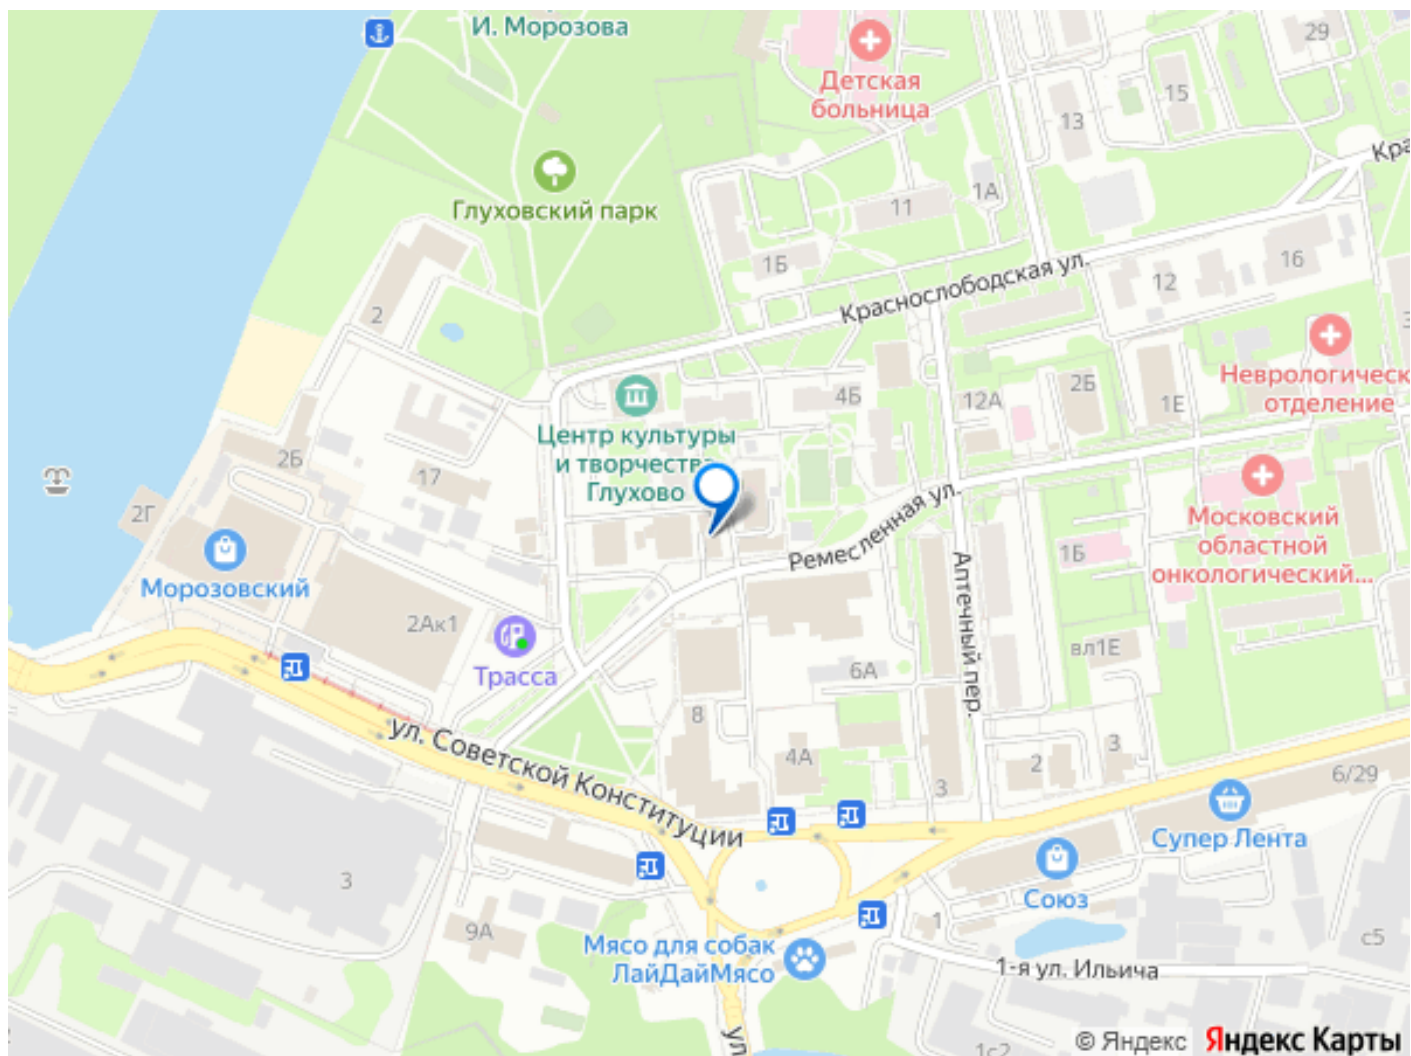 И. Морозова
Детская
больница
29
15
13
Кра
Глуховский парк
1А
11
1Б
Краснослободская ул.
16
12
2
Неврологическ
отделение
4Б
12А
2Б
1Е
Центр культуры
и творчества
Глухово
2Б
17
2Г
Морозовский
Ремесленная ул.
Московский
областной
онкологический...
1Б
Аптечный пер.
2Ак1
Трасса
6А
вл1Е
ул. Советской Конституции
8
4А
2
3
3
6/29
Супер Лента
Союз
3
9А
1
с5
Мясо для собак
ЛайДайМясо
1-я ул. Ильича
ул
1с2
© Яндекс Яндекс Карты